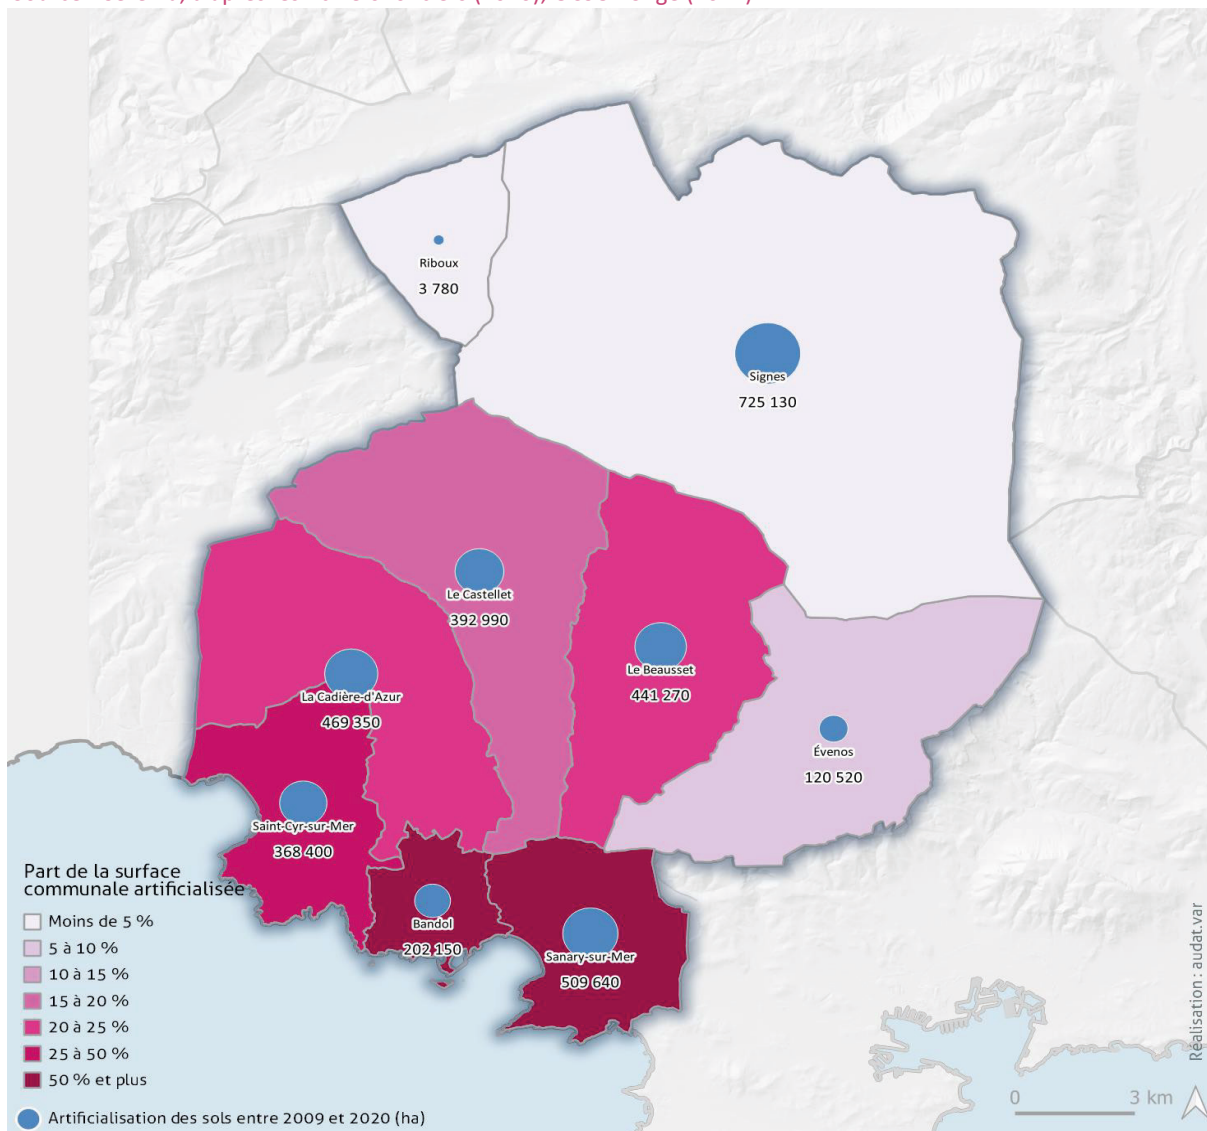 Riboux
3 780
Signes
725 130
Le Castellet
392 990
Le Beausset
441 270
La Cadière-d'Azur
469 350
Évenos
120 520
Saint-Cyr-sur-Mer
368 400
Bandol
202 150
Sanary-sur-Mer
509 640
Part de la surface
communale artificialisée
Moins de 5 %
5 à 10 %
10 à 15 %
15 à 20 %
20 à 25 %
25 à 50 %
50 % et plus
Artificialisation des sols entre 2009 et 2020 (ha)
0 3 km
Réalisation : audat.var